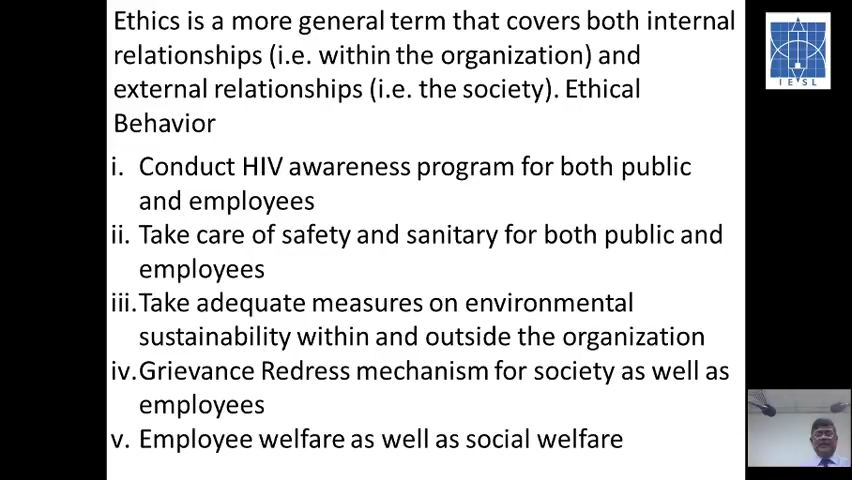 Ethics is a more general term that covers both internal
relationships (i.e. within the organization) and
external relationships (i.e. the society). Ethical
Behavior
i. Conduct HIV awareness program for both public
and employees
ii. Take care of safety and sanitary for both public and
employees
iii. Take adequate measures on environmental
sustainability within and outside the organization
iv. Grievance Redress mechanism for society as well as
employees
v. Employee welfare as well as social welfare
I E S L